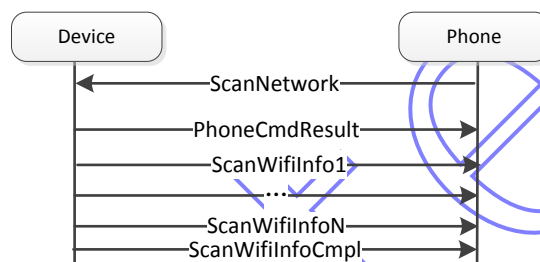 Device
Phone
ScanNetwork
PhoneCmdResult
ScanWifiInfo1
...
ScanWifiInfoN
ScanWifiInfoCmpl